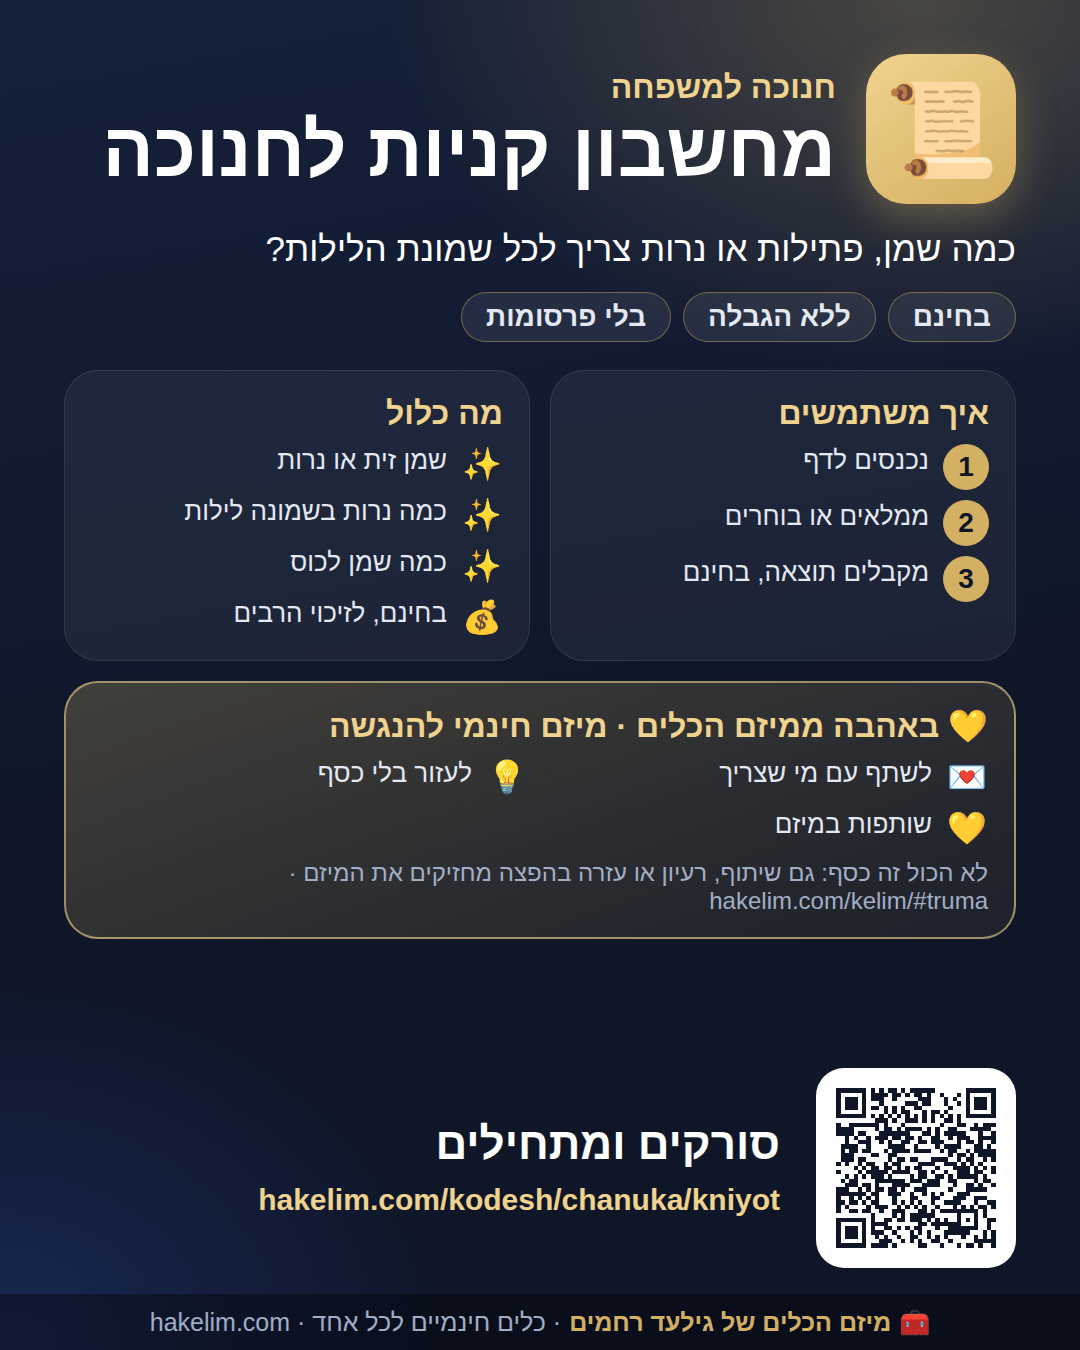 חנוכה למשפחה
מחשבון קניות לחנוכה
כמה שמן, פתילות או נרות צריך לכל שמונת הלילות?
בחינם
ללא הגבלה
בלי פרסומות
איך משתמשים
1 נכנסים לדף
2 ממלאים או בוחרים
3 מקבלים תוצאה, בחינם
מה כלול
✨ שמן זית או נרות
✨ כמה נרות בשמונה לילות
✨ כמה שמן לכוס
💰 בחינם, לזיכוי הרבים
💛 באהבה ממיזם הכלים · מיזם חינמי להנגשה
💌 לשתף עם מי שצריך
💡 לעזור בלי כסף
💛 שותפות במיזם
לא הכול זה כסף: גם שיתוף, רעיון או עזרה בהפצה מחזיקים את המיזם ·
hakelim.com/kelim/#truma
סורקים ומתחילים
hakelim.com/kodesh/chanuka/kniyot
🧰 מיזם הכלים של גילעד רחמים · כלים חינמיים לכל אחד · hakelim.com